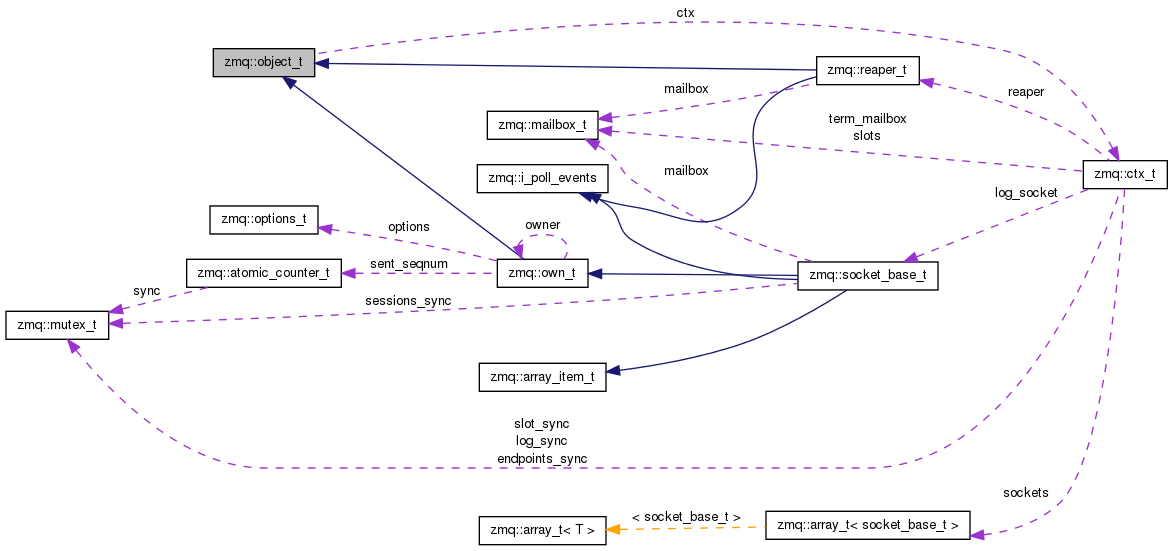 ctx
zmq::object_t
zmq::reaper_t
mailbox
reaper
zmq::mailbox_t
term_mailbox
slots
zmq::i_poll_events
mailbox
zmq::ctx_t
log_socket
zmq::options_t
options
owner
zmq::atomic_counter_t
sent_seqnum
zmq::own_t
zmq::socket_base_t
sync
sessions_sync
zmq::mutex_t
zmq::array_item_t
slot_sync
log_sync
endpoints_sync
sockets
zmq::array_t< T >
< socket_base_t >
zmq::array_t< socket_base_t >